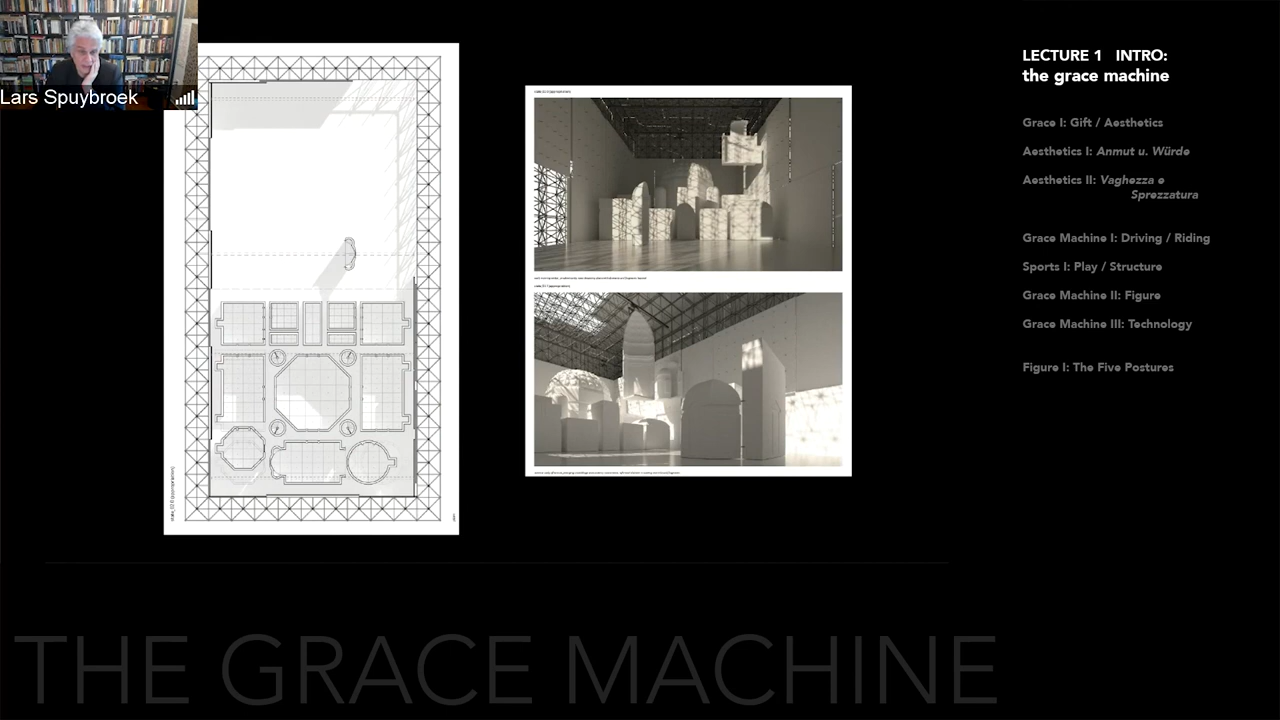 Lars Spuybroek
LECTURE 1 INTRO:
the grace machine
Grace I: Gift / Aesthetics
Aesthetics I: Anmut u. Würde
Aesthetics II: Vaghezza e
Sprezzatura
Grace Machine I: Driving / Riding
Sports I: Play / Structure
Grace Machine II: Figure
Grace Machine III: Technology
Figure I: The Five Postures
THE GRACE MACHINE